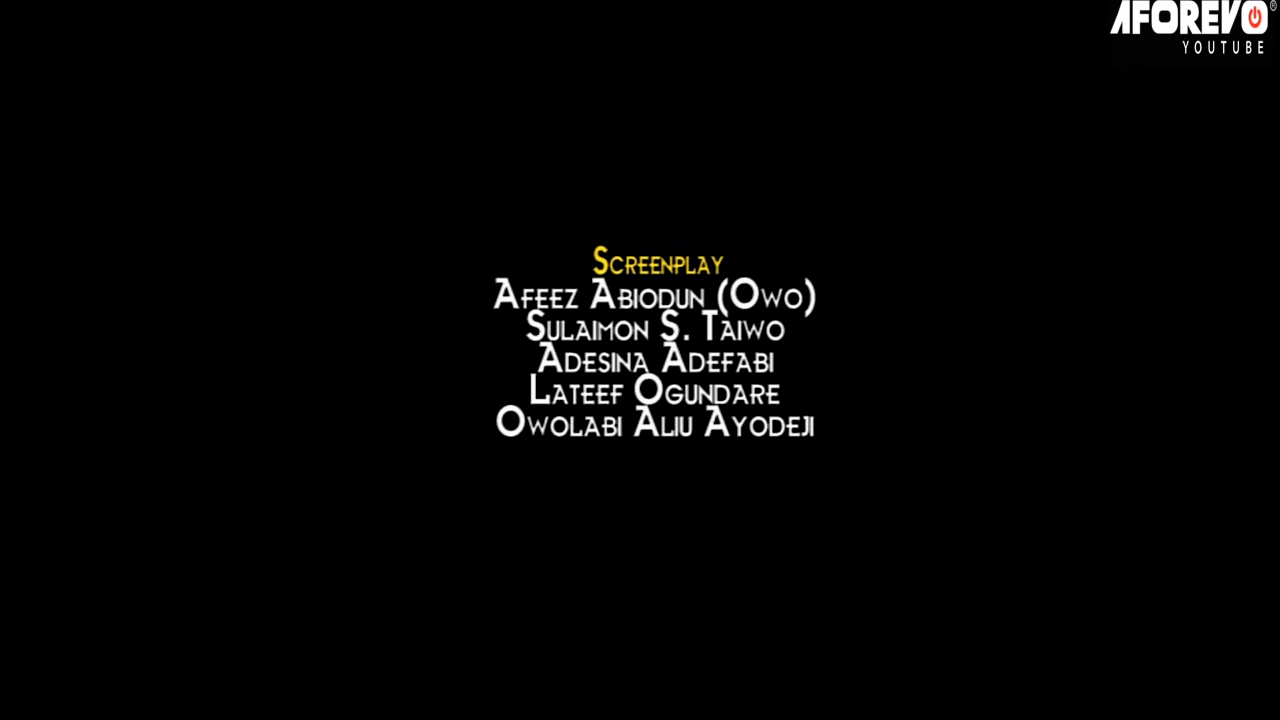 AFOREVO®
YOUTUBE
Screenplay
Afeez Abiodun (Owo)
Sulaimon S. Taiwo
Adesina Adefabi
Lateef Ogundare
Owolabi Aliu Ayodeji